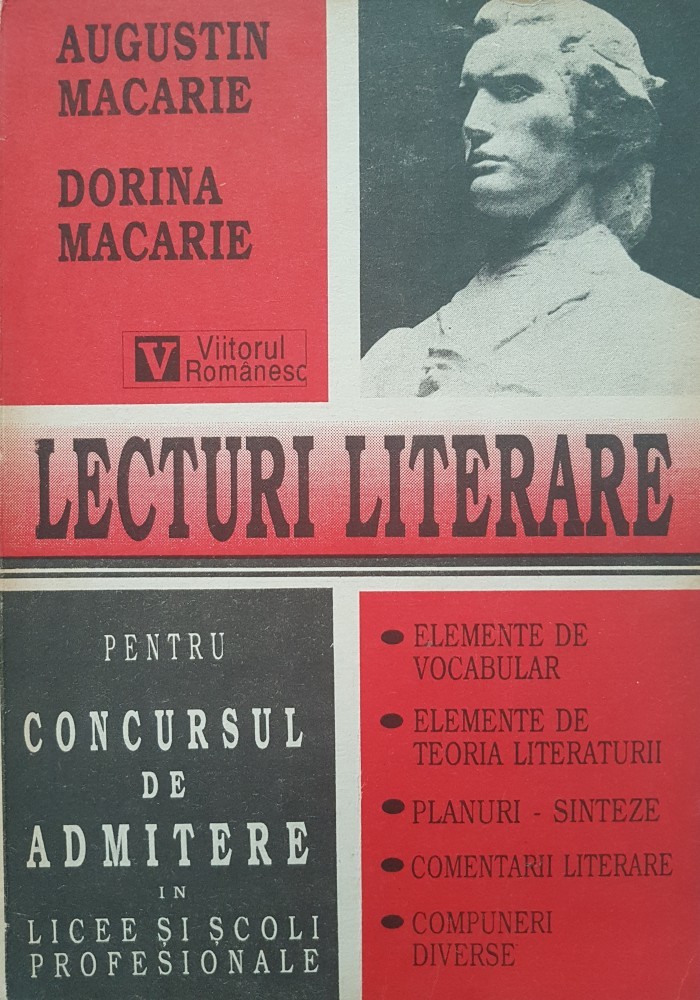 AUGUSTIN
MACARIE
DORINA
MACARIE
V Viitorul
Românesc
LECTURI LITERARE
PENTRU
CONCURSUL
DE
ADMITERE
IN
LICEE ȘI ȘCOLI
PROFESIONALE
● ELEMENTE DE
VOCABULAR
● ELEMENTE DE
TEORIA LITERATURII
● PLANURI - SINTEZE
● COMENTARII LITERARE
● COMPUNERI
DIVERSE